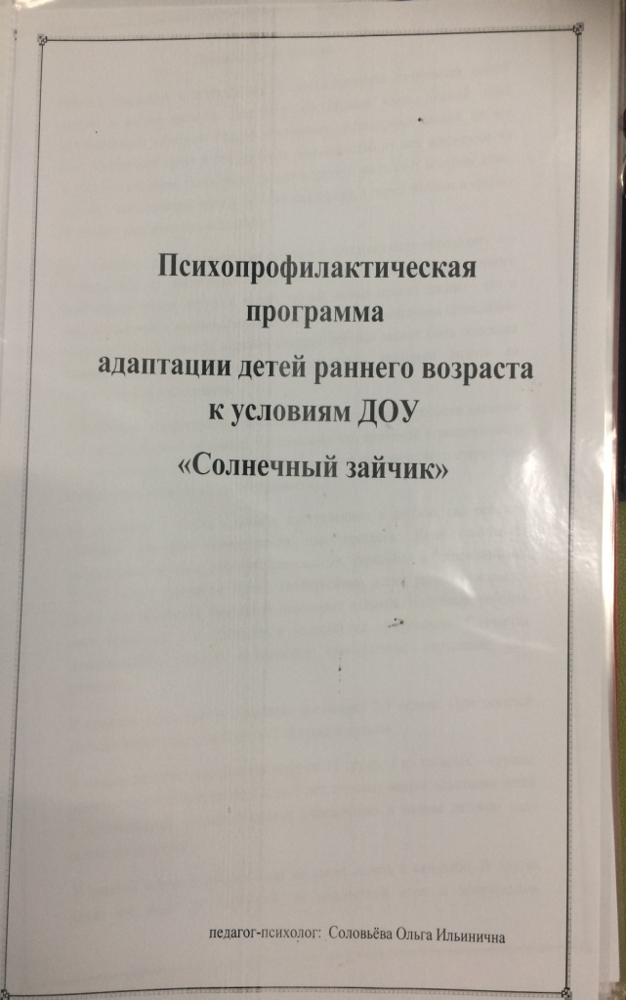 Психопрофилактическая
программа
адаптации детей раннего возраста
к условиям ДОУ
«Солнечный зайчик»
педагог-психолог: Соловьёва Ольга Ильинична